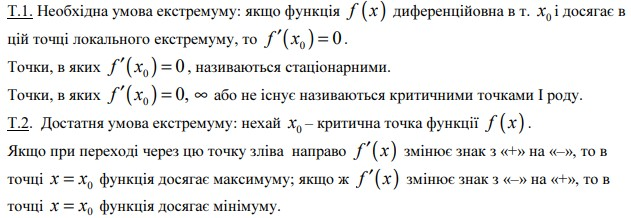 Т.1. Необхідна умова екстремуму: якщо функція f(x) диференційовна в т. x₀ і досягає в
цій точці локального екстремуму, то f′(x₀)=0.
Точки, в яких f′(x₀)=0, називаються стаціонарними.
Точки, в яких f′(x₀)=0, ∞ або не існує називаються критичними точками І роду.
Т.2. Достатня умова екстремуму: нехай x₀ – критична точка функції f(x).
Якщо при переході через цю точку зліва направо f′(x) змінює знак з «+» на «–», то в
точці x = x₀ функція досягає максимуму; якщо ж f′(x) змінює знак з «–» на «+», то в
точці x = x₀ функція досягає мінімуму.